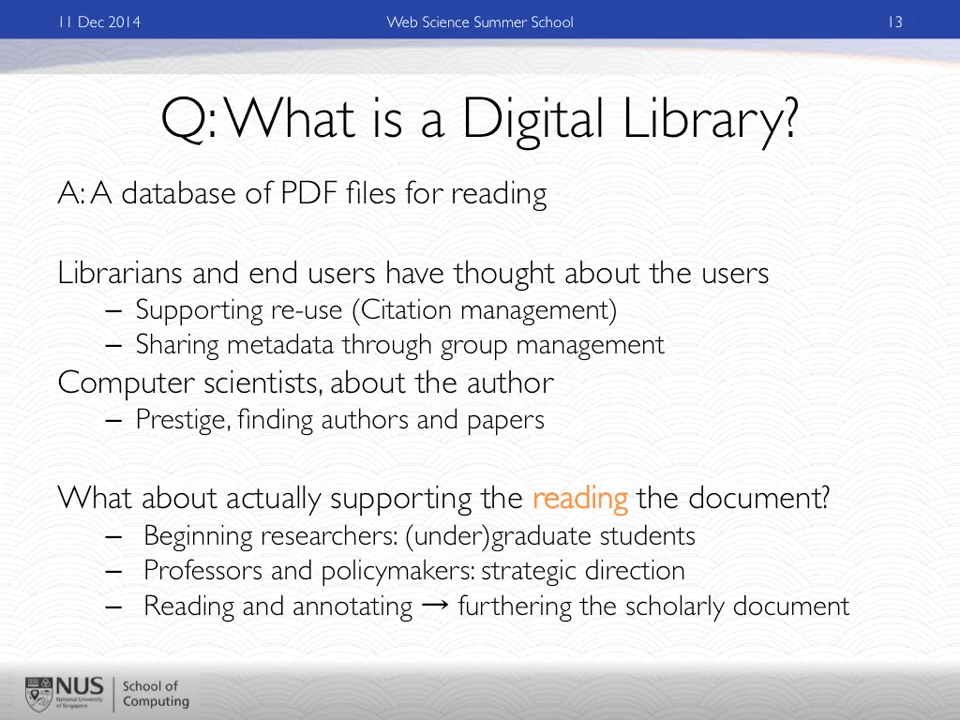 11 Dec 2014
Web Science Summer School
13
Q: What is a Digital Library?
A: A database of PDF files for reading
Librarians and end users have thought about the users
– Supporting re-use (Citation management)
– Sharing metadata through group management
Computer scientists, about the author
– Prestige, finding authors and papers
What about actually supporting the reading the document?
– Beginning researchers: (under)graduate students
– Professors and policymakers: strategic direction
– Reading and annotating → furthering the scholarly document
NUS
National University
of Singapore
School of
Computing